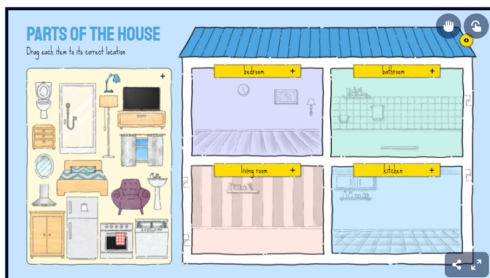 PARTS OF THE HOUSE
Drag each item to its correct location
bedroom +
bathroom +
living room +
kitchen +